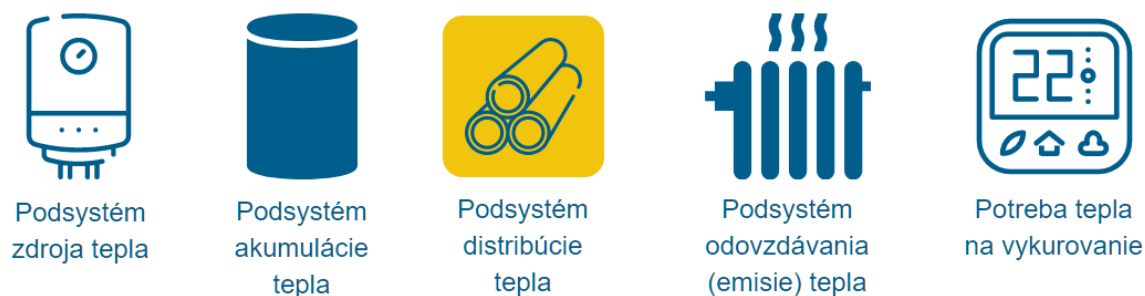 22
Podsystém
zdroja tepla
Podsystém
akumulácie
tepla
Podsystém
distribúcie
tepla
Podsystém
odovzdávania
(emisie) tepla
Potreba tepla
na vykurovanie